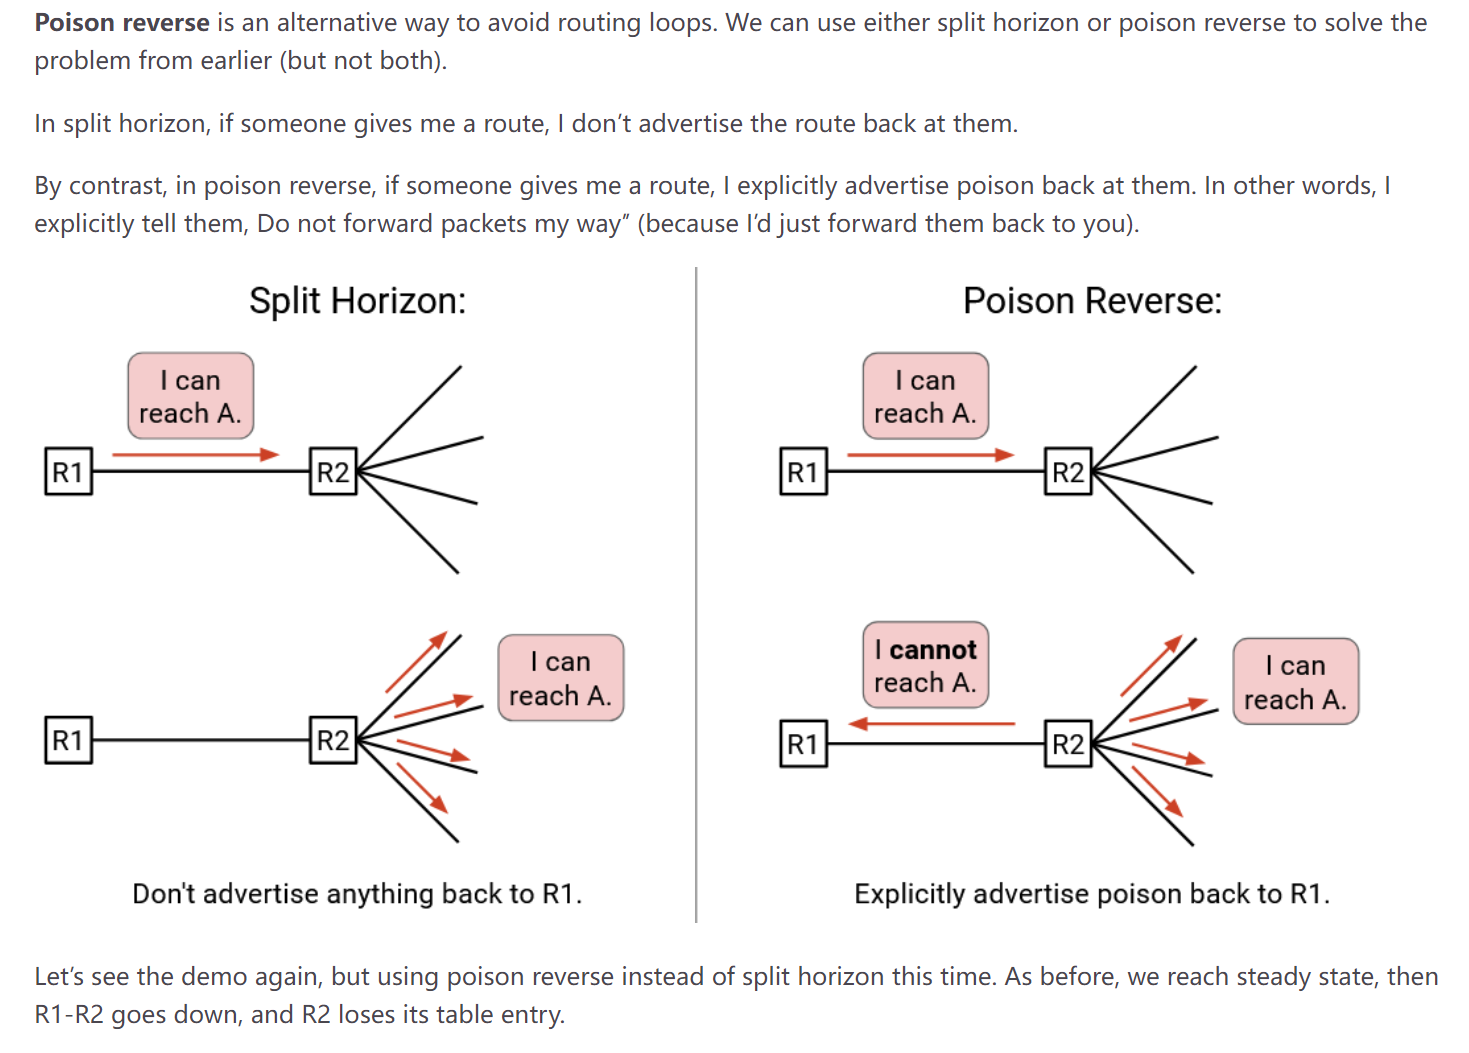 Poison reverse is an alternative way to avoid routing loops. We can use either split horizon or poison reverse to solve the
problem from earlier (but not both).
In split horizon, if someone gives me a route, I don’t advertise the route back at them.
By contrast, in poison reverse, if someone gives me a route, I explicitly advertise poison back at them. In other words, I
explicitly tell them, Do not forward packets my way” (because I’d just forward them back to you).
Split Horizon:
I can
reach A.
R1
R2
I can
reach A.
R1
R2
Don't advertise anything back to R1.
Poison Reverse:
I can
reach A.
R1
R2
I cannot
reach A.
I can
reach A.
R1
R2
Explicitly advertise poison back to R1.
Let’s see the demo again, but using poison reverse instead of split horizon this time. As before, we reach steady state, then
R1-R2 goes down, and R2 loses its table entry.